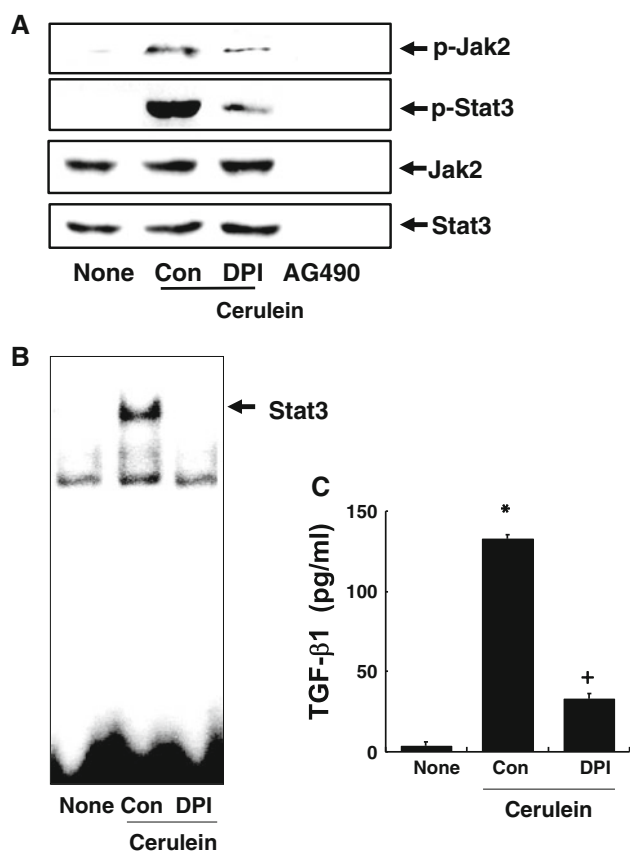 A
p-Jak2
p-Stat3
Jak2
Stat3
None Con DPI AG490
Cerulein
B
Stat3
None Con DPI
Cerulein
C
*
+
TGF-β1 (pg/ml)
150
100
50
0
None Con DPI
Cerulein